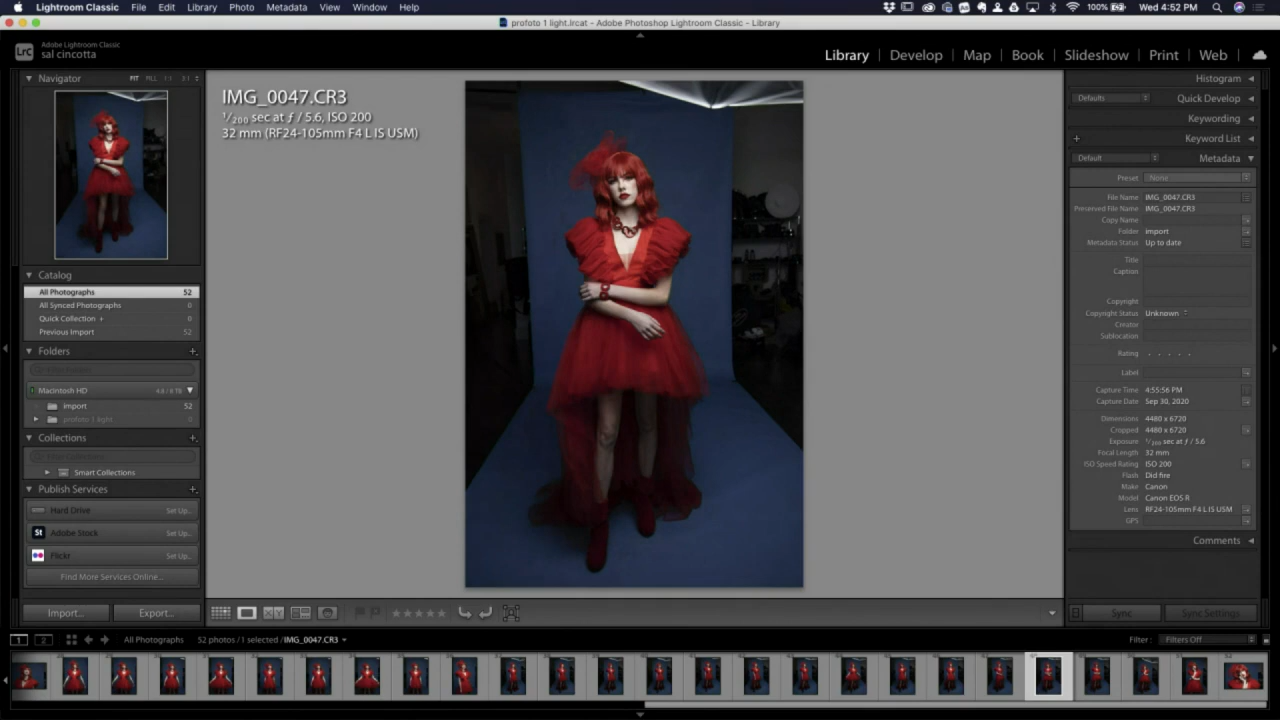 Lightroom Classic File Edit Library Photo Metadata View Window Help 100% Wed 4:52 PM
profoto 1 light.lrcat - Adobe Photoshop Lightroom Classic - Library
LrC Adobe Lightroom Classic
sal cincotta
Library | Develop | Map | Book | Slideshow | Print | Web
Navigator FIT FILL 1:1 3:1
IMG_0047.CR3
1/200 sec at ƒ / 5.6, ISO 200
32 mm (RF24-105mm F4 L IS USM)
Catalog
All Photographs 52
All Synced Photographs 0
Quick Collection + 0
Previous Import 52
Folders +
Macintosh HD
import 52
profoto 1 light
Collections +
Smart Collections
Publish Services +
Hard Drive Set Up...
St Adobe Stock Set Up...
Flickr Set Up...
Find More Services Online...
Import... Export...
Histogram
Defaults Quick Develop
Keywording
+ Keyword List
Default Metadata
Preset None
File Name IMG_0047.CR3
Preserved File Name IMG_0047.CR3
Copy Name
Folder import
Metadata Status Up to date
Title
Caption
Copyright
Copyright Status Unknown
Creator
Sublocation
Rating . . . . .
Label
Capture Time 4:55:56 PM
Capture Date Sep 30, 2020
Dimensions 4480 x 6720
Cropped 4480 x 6720
Exposure 1/200 sec at ƒ / 5.6
Focal Length 32 mm
ISO Speed Rating ISO 200
Flash Did fire
Make Canon
Model Canon EOS R
Lens RF24-105mm F4 L IS USM
GPS
Comments
Sync Sync Settings
1 2 All Photographs 52 photos / 1 selected / IMG_0047.CR3 Filter : Filters Off